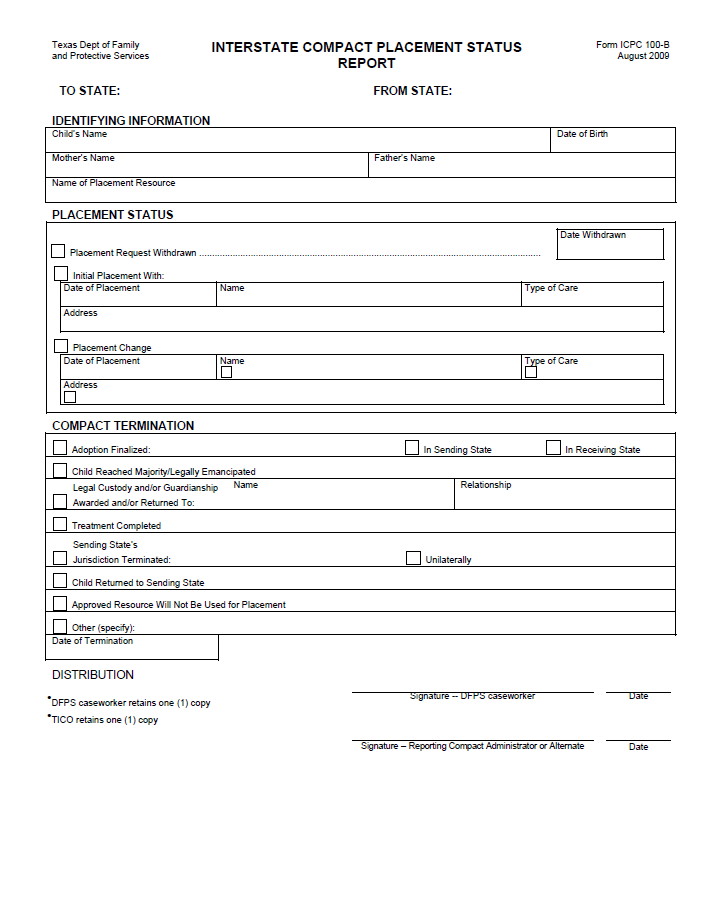 Texas Dept of Family
and Protective Services
INTERSTATE COMPACT PLACEMENT STATUS
REPORT
Form ICPC 100-B
August 2009
TO STATE:
FROM STATE:
IDENTIFYING INFORMATION
Child's Name
Date of Birth
Mother's Name
Father's Name
Name of Placement Resource
PLACEMENT STATUS
Date Withdrawn
Placement Request Withdrawn ................................................................
Initial Placement With:
Date of Placement
Name
Type of Care
Address
Placement Change
Date of Placement
Name
Type of Care
Address
COMPACT TERMINATION
Adoption Finalized:
In Sending State
In Receiving State
Child Reached Majority/Legally Emancipated
Legal Custody and/or Guardianship
Awarded and/or Returned To:
Name
Relationship
Treatment Completed
Sending State's
Jurisdiction Terminated:
Unilaterally
Child Returned to Sending State
Approved Resource Will Not Be Used for Placement
Other (specify):
Date of Termination
DISTRIBUTION
•DFPS caseworker retains one (1) copy
•TICO retains one (1) copy
Signature -- DFPS caseworker
Date
Signature – Reporting Compact Administrator or Alternate
Date